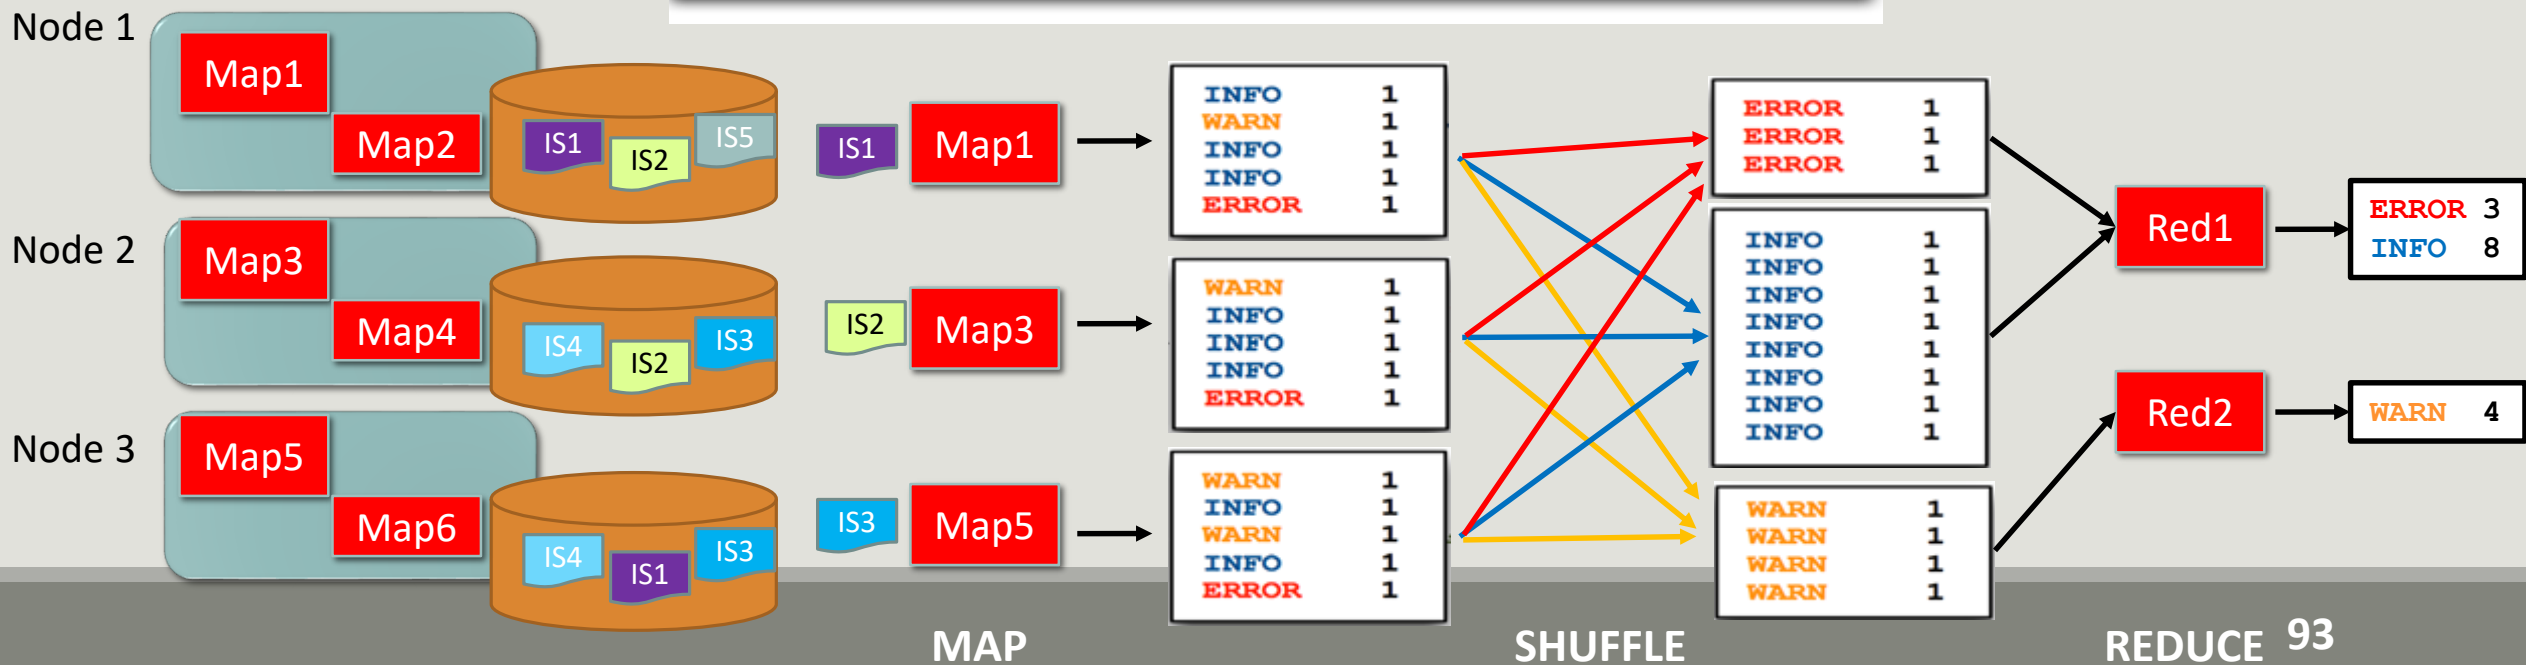 Node 1
Map1
Map2
IS1
IS2
IS5
Node 2
Map3
Map4
IS4
IS2
IS3
Node 3
Map5
Map6
IS4
IS1
IS3
IS1
Map1
IS2
Map3
IS3
Map5
INFO 1
WARN 1
INFO 1
INFO 1
ERROR 1
WARN 1
INFO 1
INFO 1
INFO 1
ERROR 1
WARN 1
INFO 1
WARN 1
INFO 1
ERROR 1
ERROR 1
ERROR 1
ERROR 1
INFO 1
INFO 1
INFO 1
INFO 1
INFO 1
INFO 1
INFO 1
INFO 1
WARN 1
WARN 1
WARN 1
WARN 1
Red1
Red2
ERROR 3
INFO 8
WARN 4
MAP
SHUFFLE
REDUCE
93